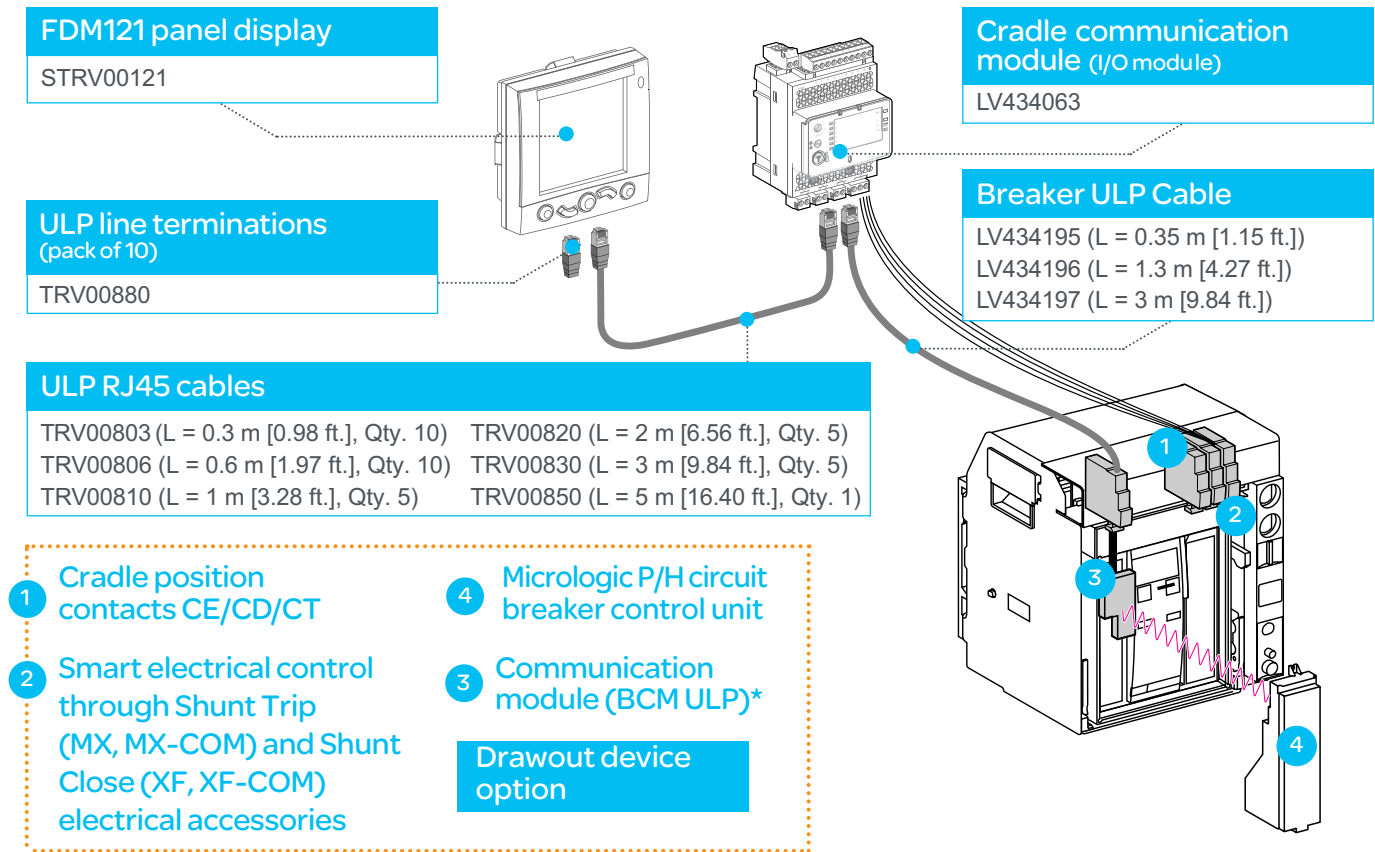 FDM121 panel display
STRV00121
Cradle communication
module (I/O module)
LV434063
ULP line terminations
(pack of 10)
TRV00880
Breaker ULP Cable
LV434195 (L = 0.35 m [1.15 ft.])
LV434196 (L = 1.3 m [4.27 ft.])
LV434197 (L = 3 m [9.84 ft.])
ULP RJ45 cables
TRV00803 (L = 0.3 m [0.98 ft.], Qty. 10)
TRV00806 (L = 0.6 m [1.97 ft.], Qty. 10)
TRV00810 (L = 1 m [3.28 ft.], Qty. 5)
TRV00820 (L = 2 m [6.56 ft.], Qty. 5)
TRV00830 (L = 3 m [9.84 ft.], Qty. 5)
TRV00850 (L = 5 m [16.40 ft.], Qty. 1)
1
2
3
4
1 Cradle position
contacts CE/CD/CT
2 Smart electrical control
through Shunt Trip
(MX, MX-COM) and Shunt
Close (XF, XF-COM)
electrical accessories
4 Micrologic P/H circuit
breaker control unit
3 Communication
module (BCM ULP)*
Drawout device
option